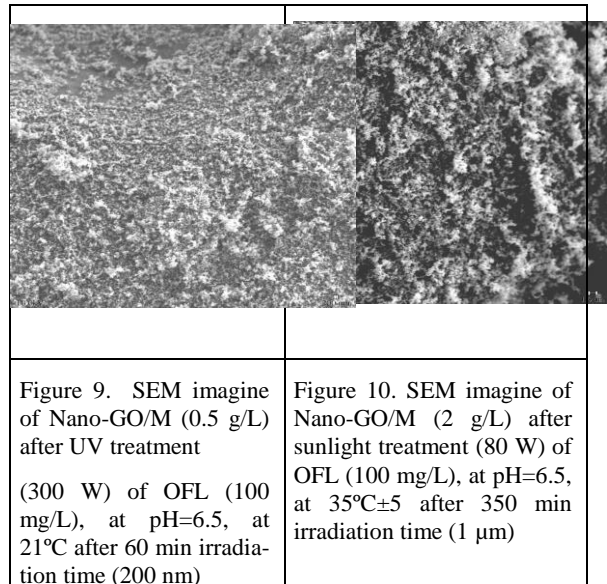 Figure 9. SEM imagine
of Nano-GO/M (0.5 g/L)
after UV treatment
(300 W) of OFL (100
mg/L), at pH=6.5, at
21ºC after 60 min irradia-
tion time (200 nm)
Figure 10. SEM imagine of
Nano-GO/M (2 g/L) after
sunlight treatment (80 W) of
OFL (100 mg/L), at pH=6.5,
at 35ºC±5 after 350 min
irradiation time (1 µm)